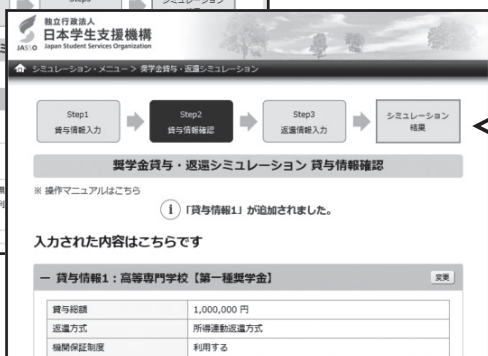 独立行政法人
日本学生支援機構
JASSO Japan Student Services Organization
シミュレーション・メニュー > 奨学金貸与・返還シミュレーション
Step1
貸与情報入力
Step2
貸与情報確認
Step3
返還情報入力
シミュレーション
結果
奨学金貸与・返還シミュレーション 貸与情報確認
※ 操作マニュアルはこちら
i 「貸与情報1」が追加されました。
入力された内容はこちらです
− 貸与情報1：高等専門学校【第一種奨学金】 変更
貸与総額 1,000,000 円
返還方式 所得連動返還方式
機関保証制度 利用する